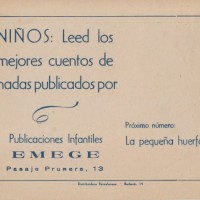 NIÑOS: Leed los
mejores cuentos de
hadas publicados por
Publicaciones Infantiles
EMEGE
Pasaje Prunera, 13
Próximo número:
La pequeña huerf